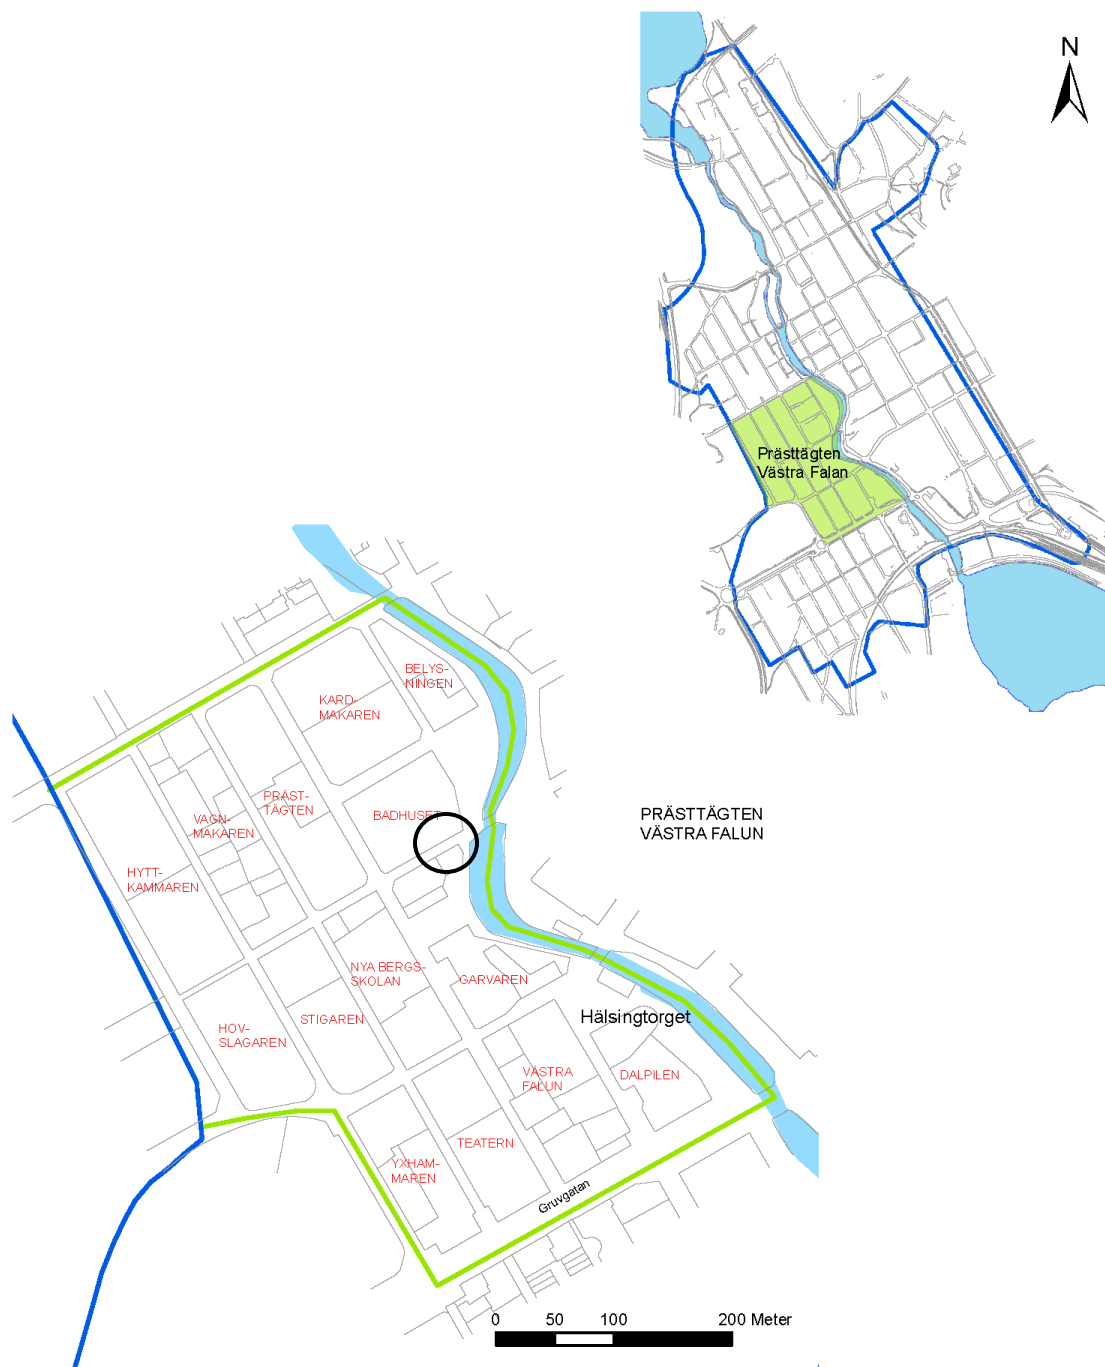 N
Prästtägten
Västra Falan
BELYS-
NINGEN
KARD-
MAKAREN
PRÄST-
TÄGTEN
BADHUSET
VAGN-
MAKAREN
PRÄSTTÄGTEN
VÄSTRA FALUN
HYTT-
KAMMAREN
NYA BERGS-
SKOLAN
GARVAREN
STIGAREN
HOV-
SLAGAREN
Hälsingtorget
VÄSTRA
FALUN
DALPILEN
TEATERN
YXHAM-
MAREN
Gruvgatan
0 50 100 200 Meter